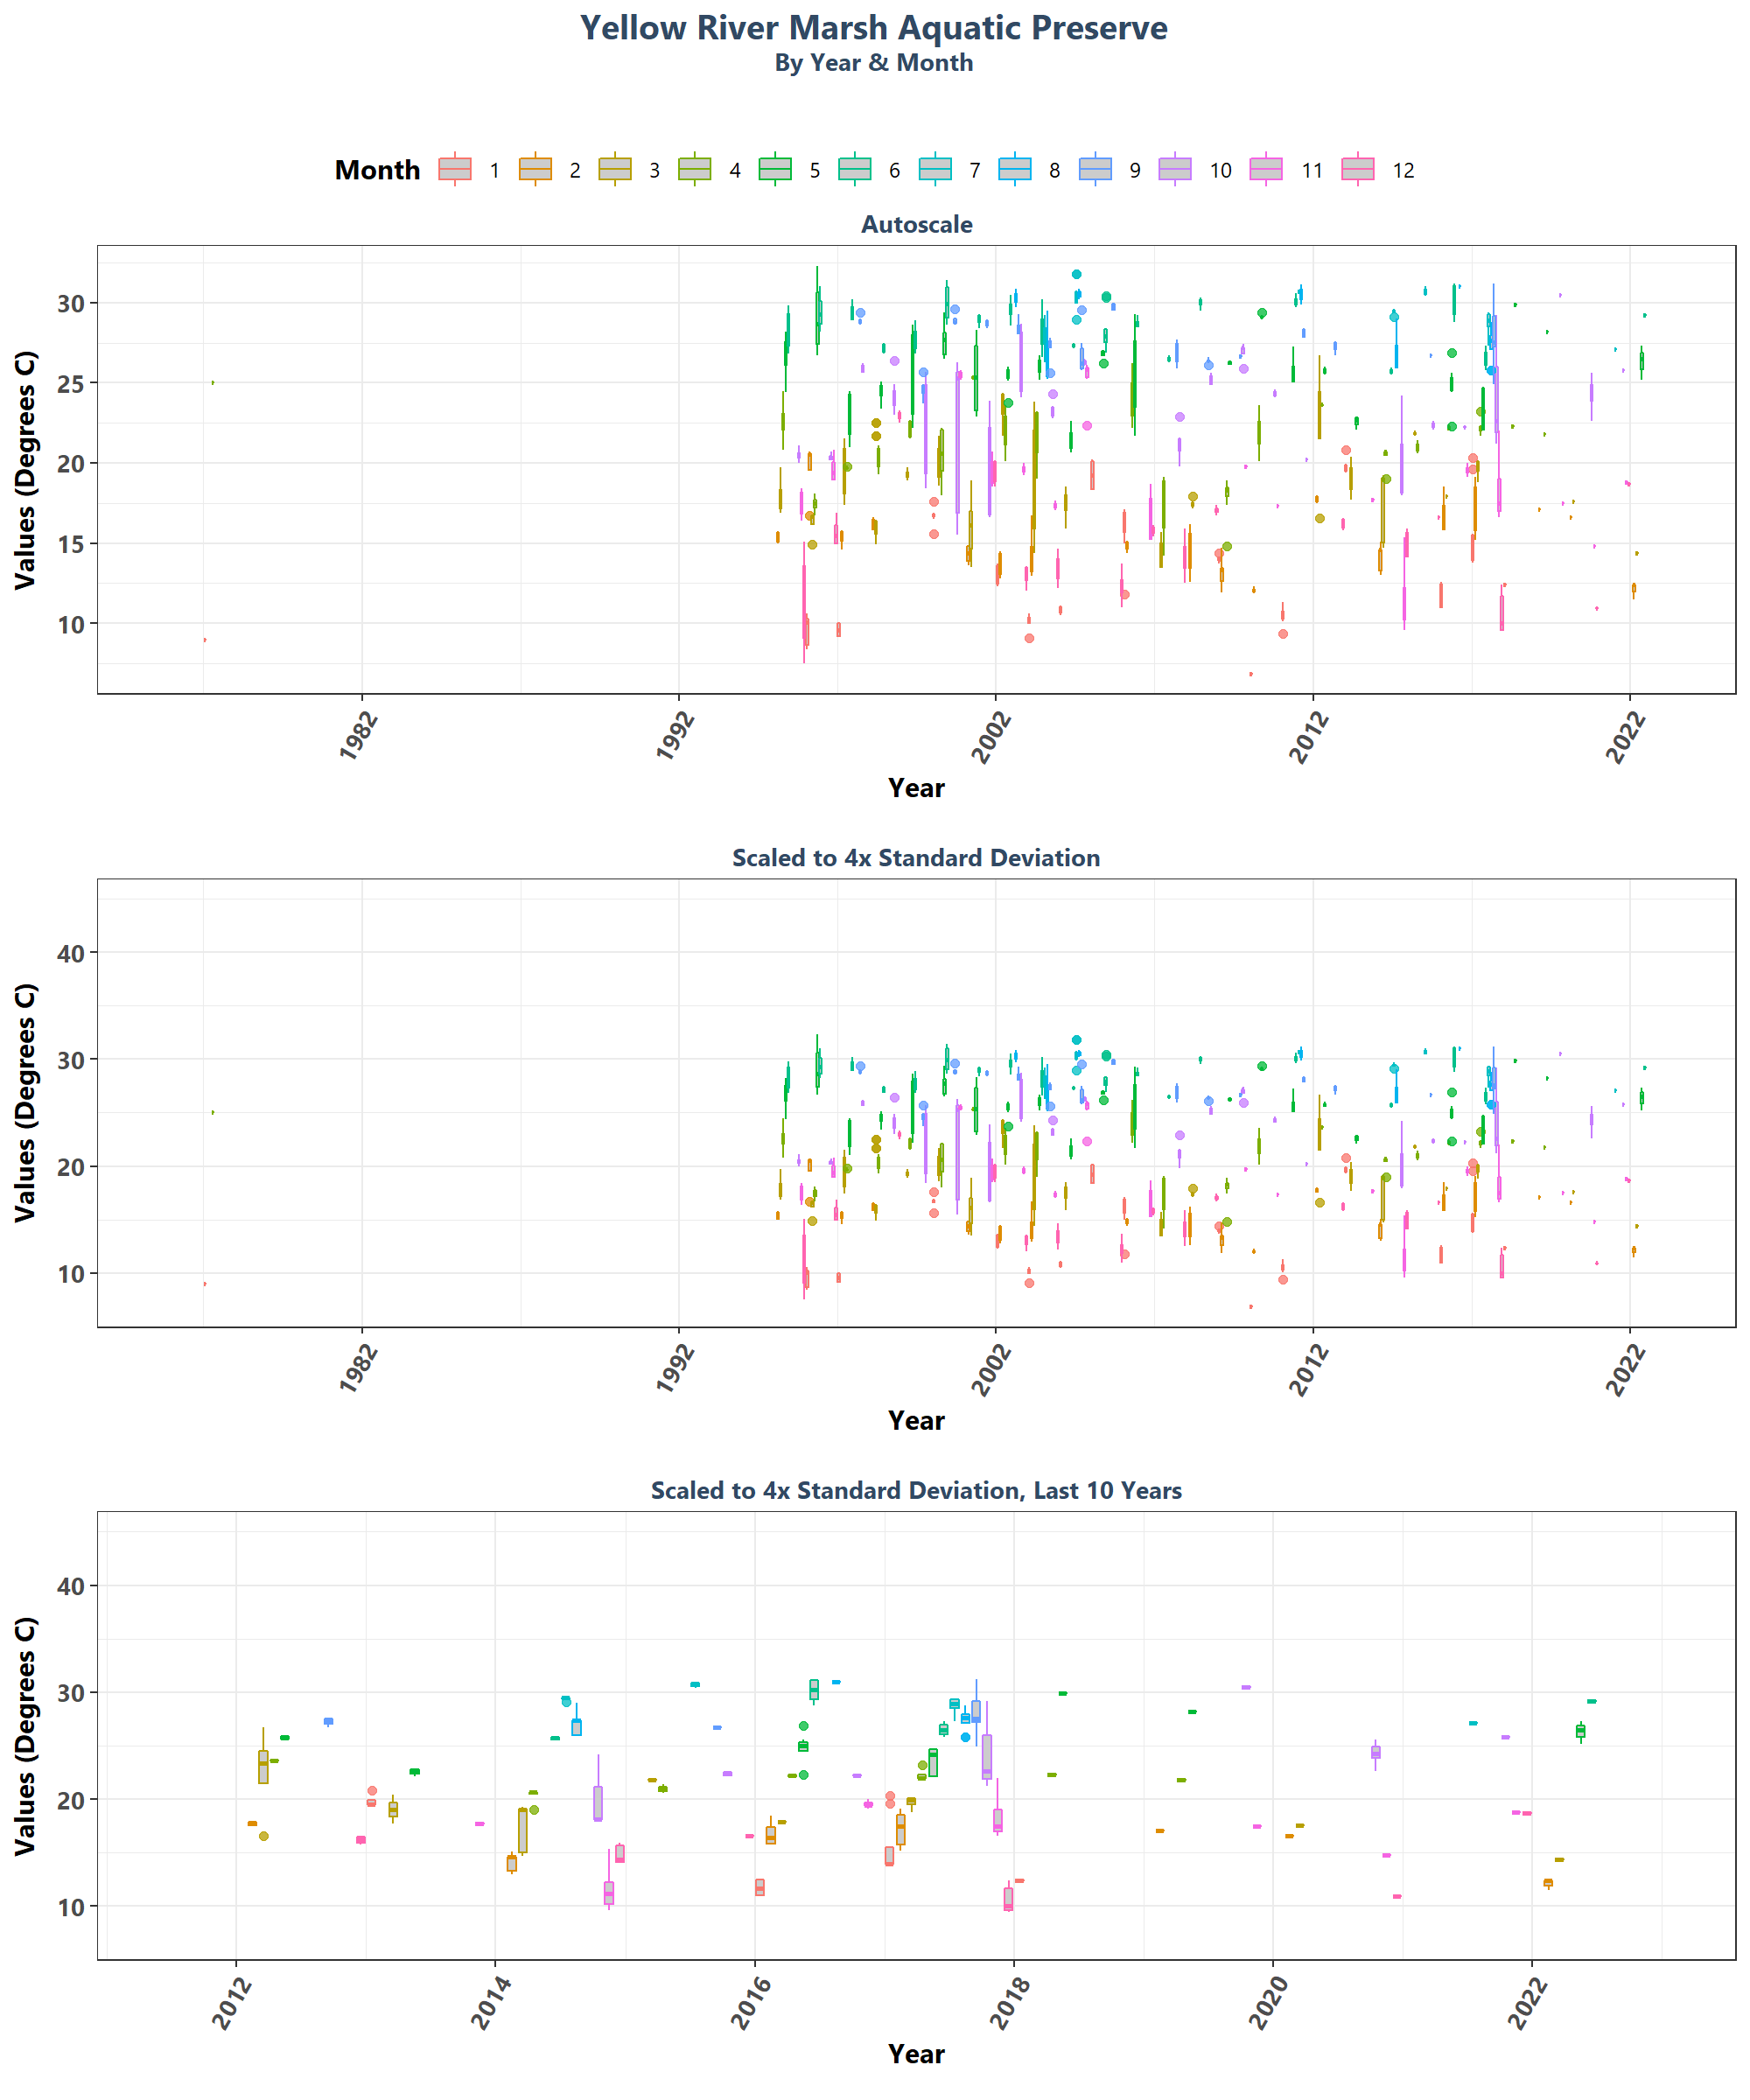 Yellow River Marsh Aquatic Preserve
By Year & Month
Month 1 2 3 4 5 6 7 8 9 10 11 12
Autoscale
Values (Degrees C)
30
25
20
15
10
1982 1992 2002 2012 2022
Year
Scaled to 4x Standard Deviation
Values (Degrees C)
40
30
20
10
1982 1992 2002 2012 2022
Year
Scaled to 4x Standard Deviation, Last 10 Years
Values (Degrees C)
40
30
20
10
2012 2014 2016 2018 2020 2022
Year